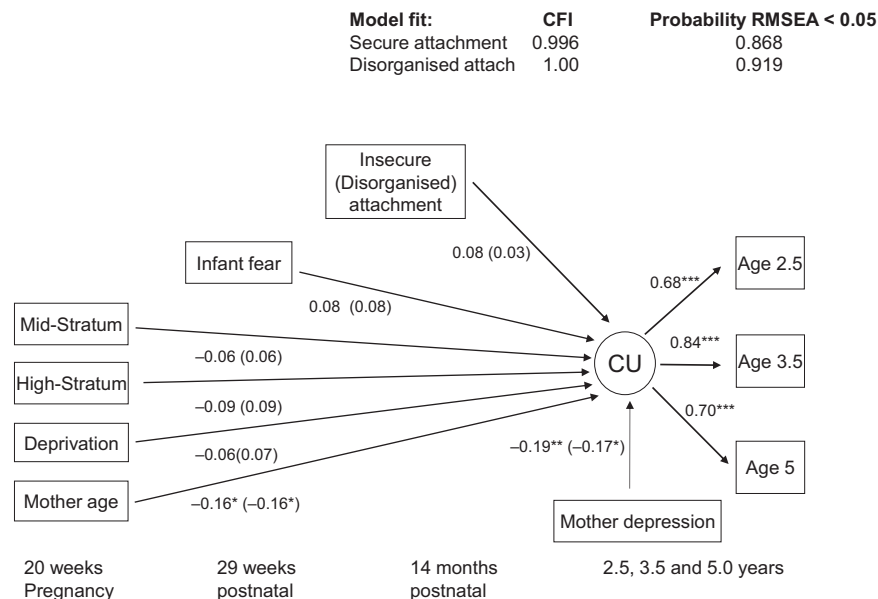 Model fit: CFI Probability RMSEA < 0.05
Secure attachment 0.996 0.868
Disorganised attach 1.00 0.919
Insecure
(Disorganised)
attachment
0.08 (0.03)
Infant fear
0.08 (0.08)
Mid-Stratum
–0.06 (0.06)
High-Stratum
–0.09 (0.09)
Deprivation
–0.06(0.07)
Mother age
–0.16* (–0.16*)
CU
0.68***
Age 2.5
0.84***
Age 3.5
0.70***
Age 5
–0.19** (–0.17*)
Mother depression
20 weeks
Pregnancy
29 weeks
postnatal
14 months
postnatal
2.5, 3.5 and 5.0 years